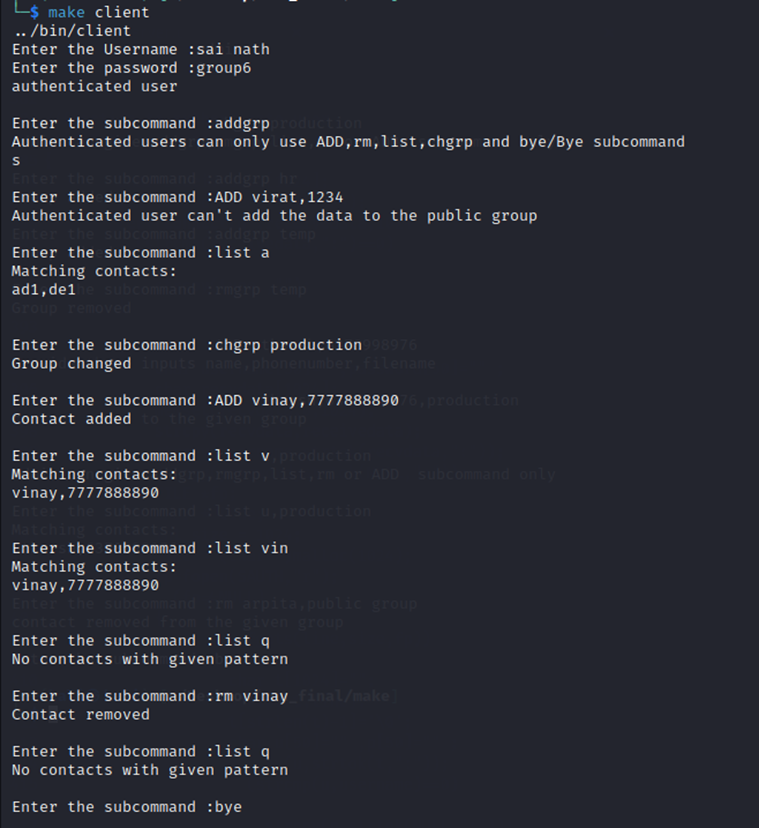 └─$ make client
../bin/client
Enter the Username :sai nath
Enter the password :group6
authenticated user
Enter the subcommand :addgrp
Authenticated users can only use ADD,rm,list,chgrp and bye/Bye subcommand
s
Enter the subcommand :ADD virat,1234
Authenticated user can't add the data to the public group
Enter the subcommand :list a
Matching contacts:
ad1,de1
Enter the subcommand :chgrp production
Group changed
Enter the subcommand :ADD vinay,7777888890
Contact added
Enter the subcommand :list v
Matching contacts:
vinay,7777888890
Enter the subcommand :list vin
Matching contacts:
vinay,7777888890
Enter the subcommand :list q
No contacts with given pattern
Enter the subcommand :rm vinay
Contact removed
Enter the subcommand :list q
No contacts with given pattern
Enter the subcommand :bye